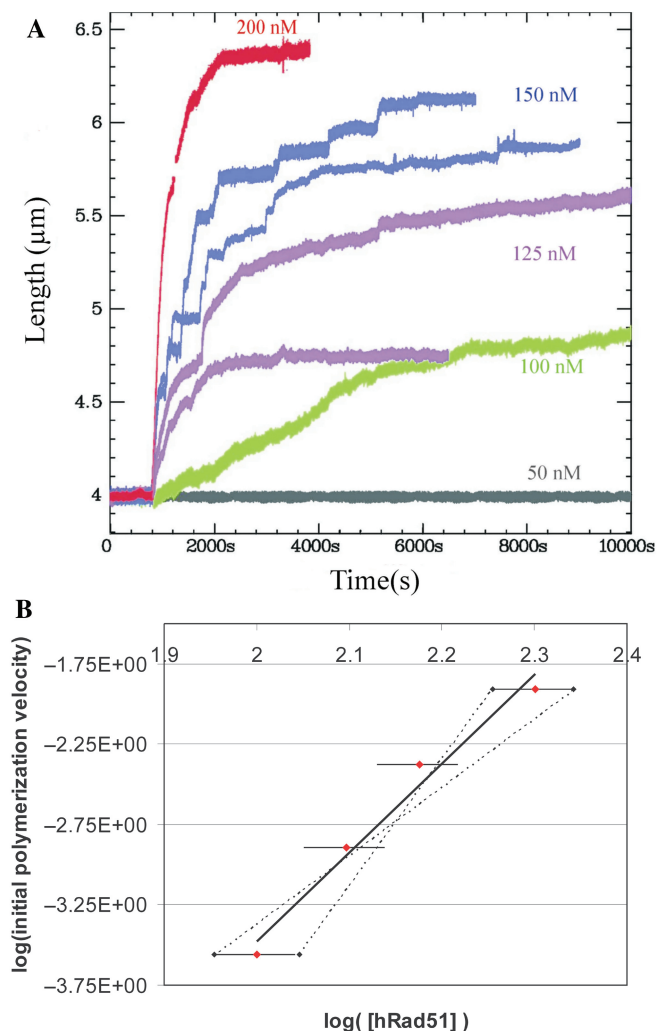 A
200 nM
150 nM
125 nM
100 nM
50 nM
6.5
6
5.5
5
4.5
4
Length (μm)
0
2000s
4000s
6000s
8000s
10000s
Time(s)
B
1.9
2
2.1
2.2
2.3
2.4
−1.75E+00
−2.25E+00
−2.75E+00
−3.25E+00
−3.75E+00
log(initial polymerization velocity)
log( [hRad51] )